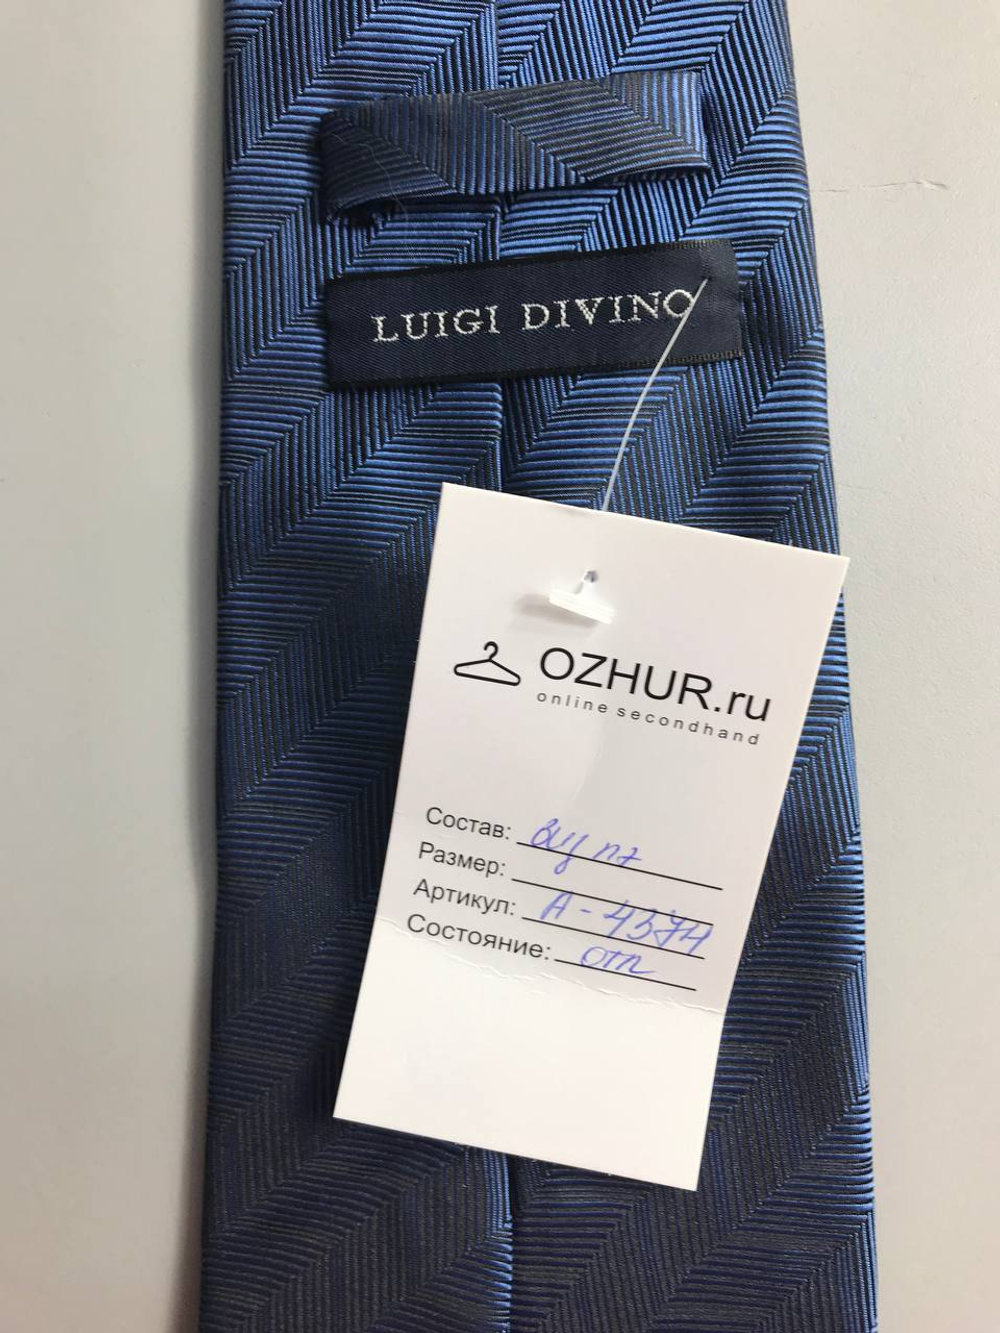 LUIGI DIVINO
OZHUR.ru
online secondhand
Состав:
Размер:
Артикул: А-4374
Состояние: отл